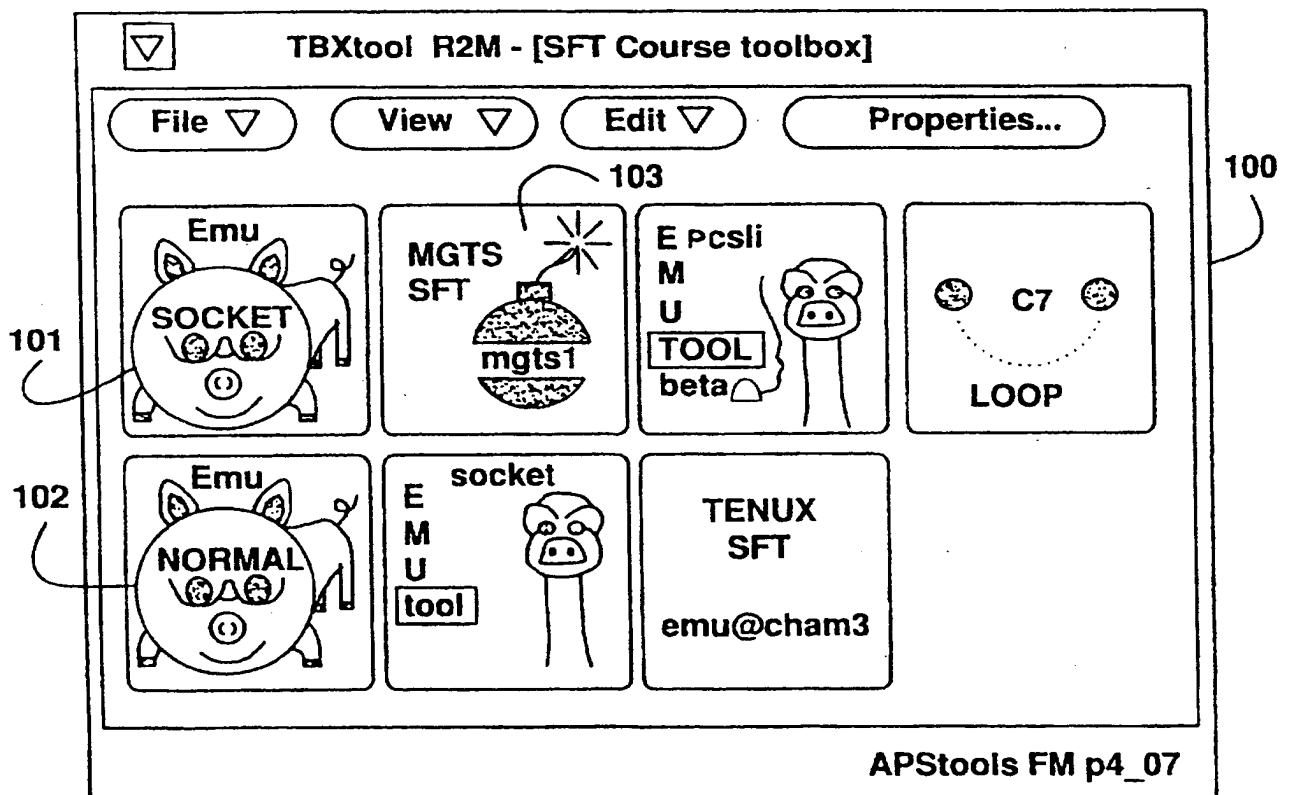 TBXtool R2M - [SFT Course toolbox]
File View Edit Properties...
103
100
Emu
SOCKET
MGTS
SFT
mgts1
E pcsli
M
U
TOOL
beta
C7
LOOP
101
102
Emu
NORMAL
socket
E
M
U
tool
TENUX
SFT
emu@cham3
APStools FM p4_07